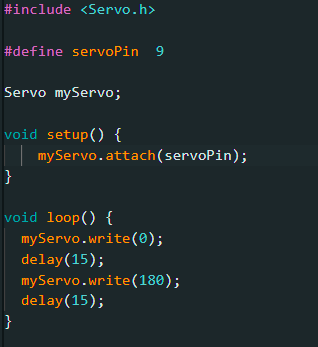 #include <Servo.h>
#define servoPin  9
Servo myServo;
void setup() {
myServo.attach(servoPin);
}
void loop() {
myServo.write(0);
delay(15);
myServo.write(180);
delay(15);
}